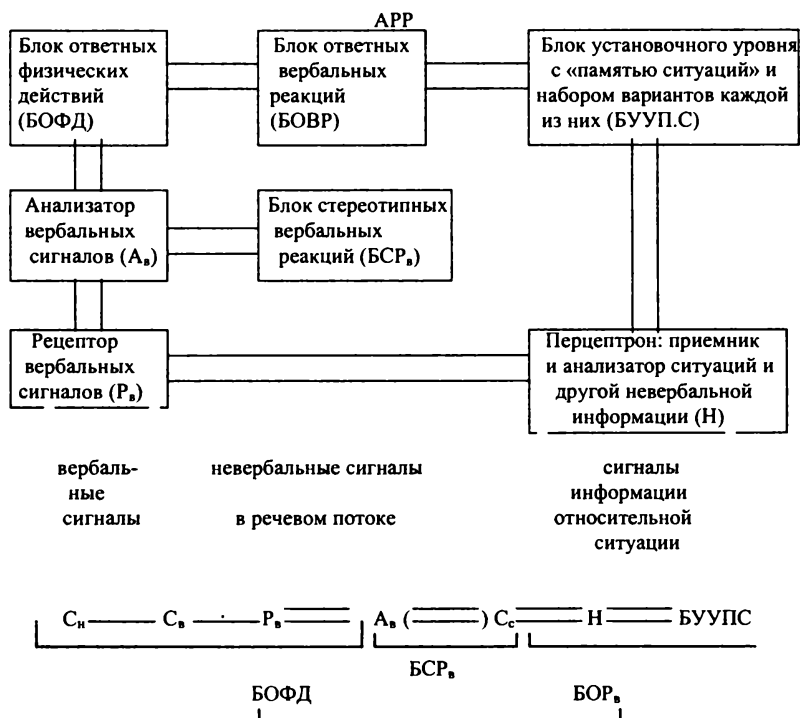 АРР
Блок ответных
физических
действий
(БОФД)
Блок ответных
вербальных
реакций
(БОВР)
Блок установочного уровня
с «памятью ситуаций» и
набором вариантов каждой
из них (БУУП.С)
Анализатор
вербальных
сигналов (Ав)
Блок стереотипных
вербальных
реакций (БСРв)
Рецептор
вербальных
сигналов (Рв)
Перцептрон: приемник
и анализатор ситуаций и
другой невербальной
информации (Н)
вербаль-
ные
сигналы
невербальные сигналы
в речевом потоке
сигналы
информации
относительной
ситуации
Сн Св Рв Ав ( ) Сс Н БУУПС
БСРв
БОФД БОРв